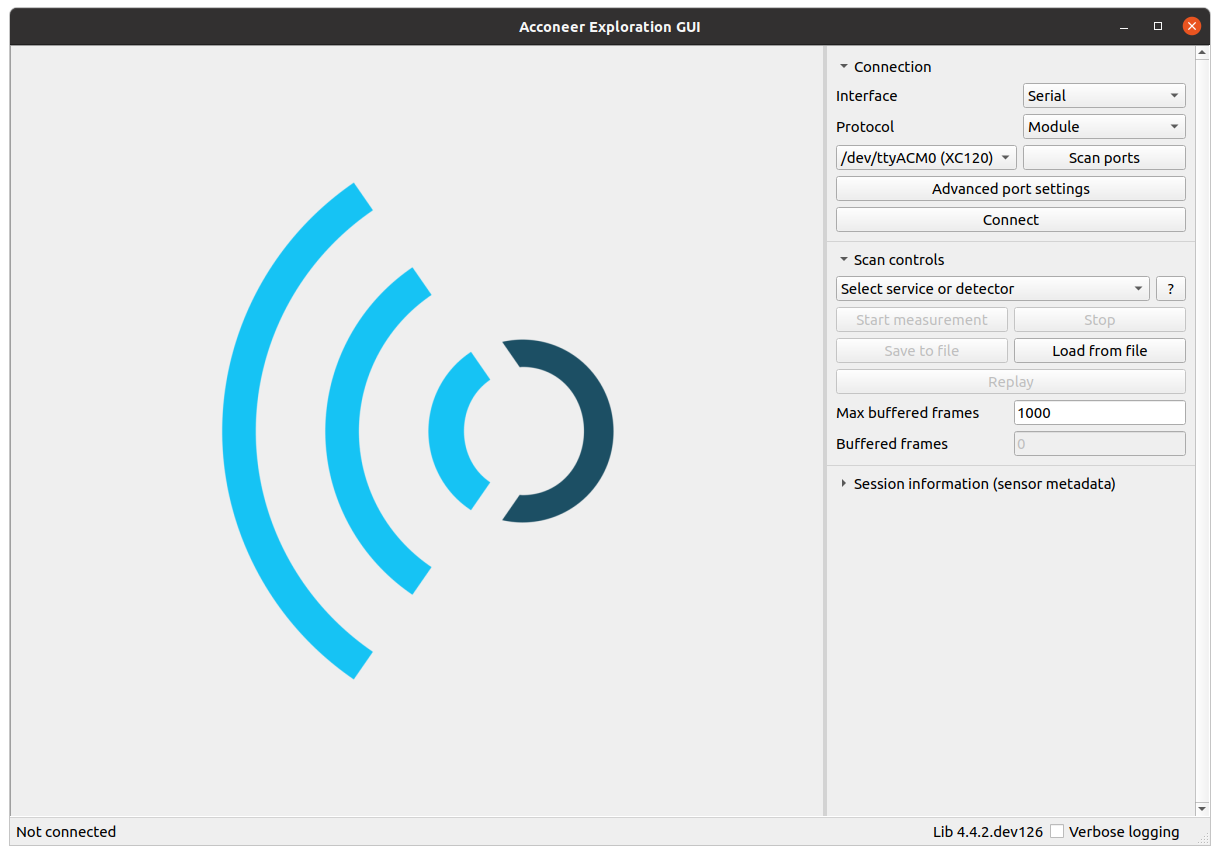 Acconeer Exploration GUI
Connection
Interface Serial
Protocol Module
/dev/ttyACM0 (XC120) Scan ports
Advanced port settings
Connect
Scan controls
Select service or detector ?
Start measurement Stop
Save to file Load from file
Replay
Max buffered frames 1000
Buffered frames 0
Session information (sensor metadata)
Not connected Lib 4.4.2.dev126 Verbose logging